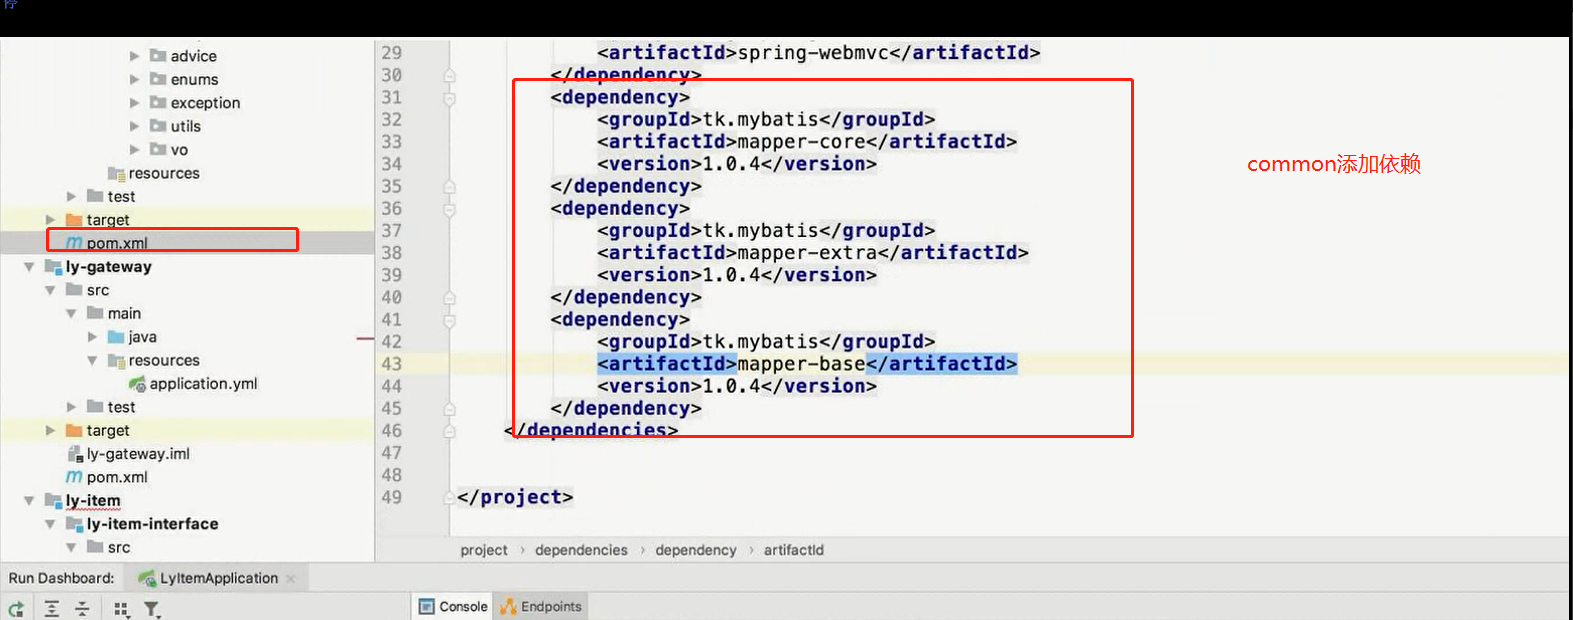 停
advice
enums
exception
utils
vo
resources
test
target
pom.xml
ly-gateway
src
main
java
resources
application.yml
test
target
ly-gateway.iml
pom.xml
ly-item
ly-item-interface
src
29 <artifactId>spring-webmvc</artifactId>
30 </dependency>
31 <dependency>
32 <groupId>tk.mybatis</groupId>
33 <artifactId>mapper-core</artifactId>
34 <version>1.0.4</version>
35 </dependency>
36 <dependency>
37 <groupId>tk.mybatis</groupId>
38 <artifactId>mapper-extra</artifactId>
39 <version>1.0.4</version>
40 </dependency>
41 <dependency>
42 <groupId>tk.mybatis</groupId>
43 <artifactId>mapper-base</artifactId>
44 <version>1.0.4</version>
45 </dependency>
46 </dependencies>
47
48
49 </project>
common添加依赖
project › dependencies › dependency › artifactId
Run Dashboard: LyItemApplication
Console Endpoints